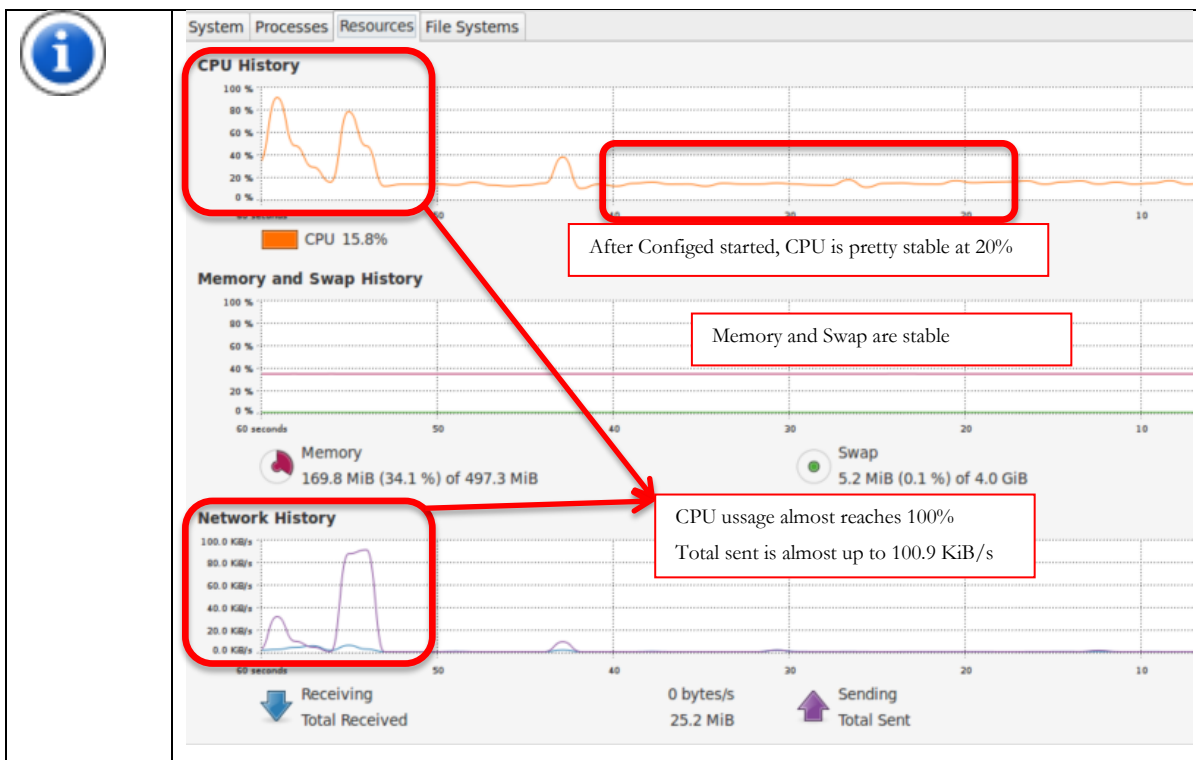 System Processes Resources File Systems
CPU History
100 %
80 %
60 %
40 %
20 %
0 %
50 40 30 20 10
CPU 15.8%
After Configed started, CPU is pretty stable at 20%
Memory and Swap History
100 %
80 %
60 %
40 %
20 %
0 %
Memory and Swap are stable
60 seconds 50 40 30 20 10
Memory
169.8 MiB (34.1 %) of 497.3 MiB
Swap
5.2 MiB (0.1 %) of 4.0 GiB
CPU ussage almost reaches 100%
Total sent is almost up to 100.9 KiB/s
Network History
100.0 KiB/s
80.0 KiB/s
60.0 KiB/s
40.0 KiB/s
20.0 KiB/s
0.0 KiB/s
60 seconds 50 40 30 20 10
Receiving 0 bytes/s
Total Received 25.2 MiB
Sending
Total Sent